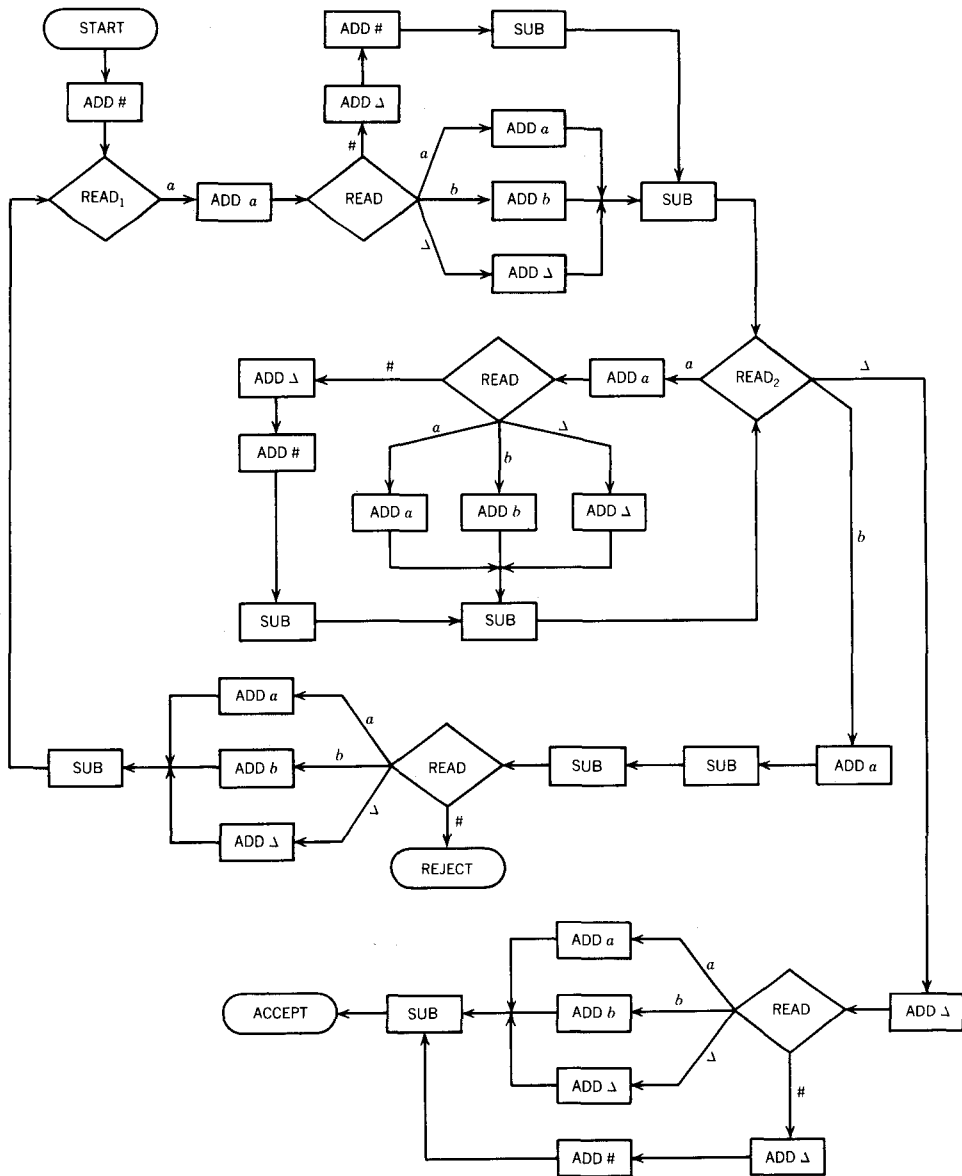 START
ADD #
SUB
ADD #
ADD Δ
ADD a
#
a
READ₁
a
ADD a
READ
b
ADD b
SUB
Δ
ADD Δ
#
ADD Δ
READ
ADD a
a
READ₂
Δ
ADD #
a
b
Δ
ADD a
ADD b
ADD Δ
b
SUB
SUB
ADD a
a
SUB
ADD b
b
READ
SUB
SUB
ADD a
Δ
ADD Δ
#
REJECT
ADD a
a
ACCEPT
SUB
ADD b
b
READ
ADD Δ
Δ
ADD Δ
#
ADD #
ADD Δ